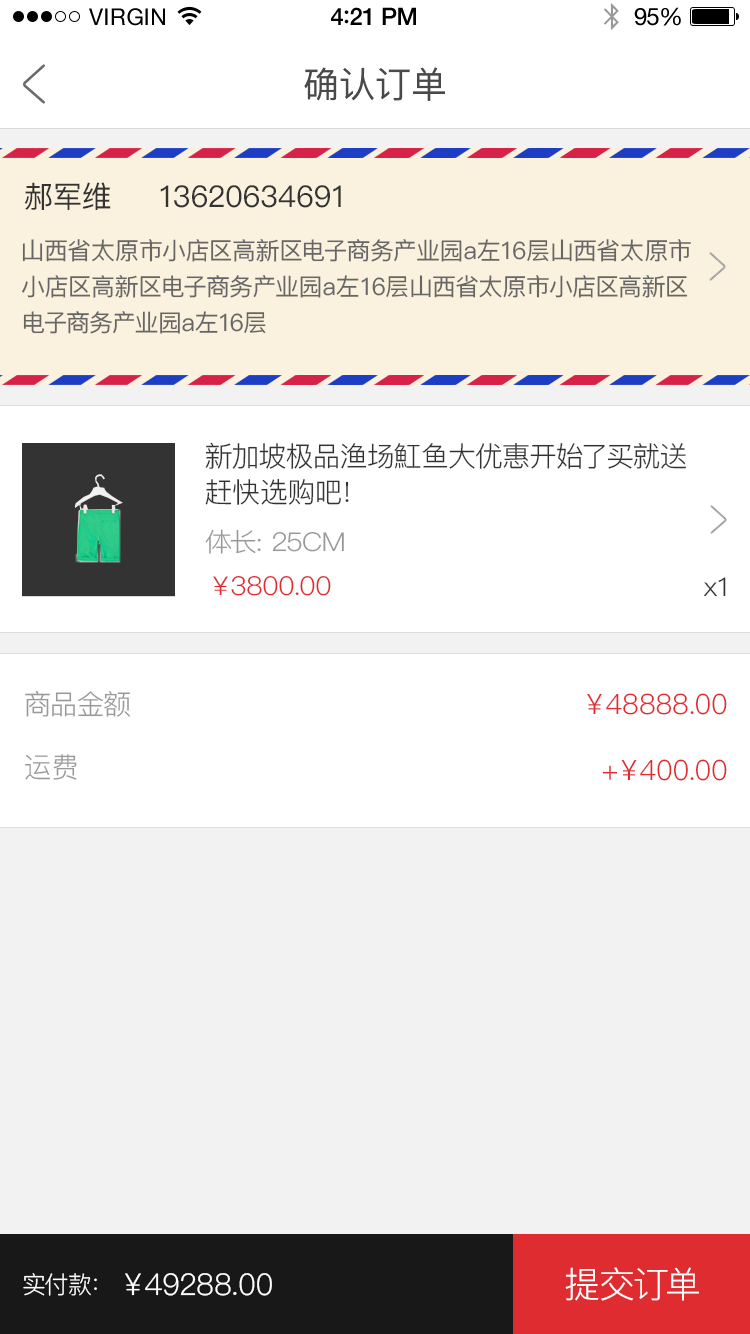 VIRGIN 4:21 PM 95%
确认订单
郝军维 13620634691
山西省太原市小店区高新区电子商务产业园a左16层山西省太原市
小店区高新区电子商务产业园a左16层山西省太原市小店区高新区
电子商务产业园a左16层
新加坡极品渔场魟鱼大优惠开始了买就送
赶快选购吧!
体长: 25CM
￥3800.00 x1
商品金额 ￥48888.00
运费 +￥400.00
实付款: ￥49288.00 提交订单